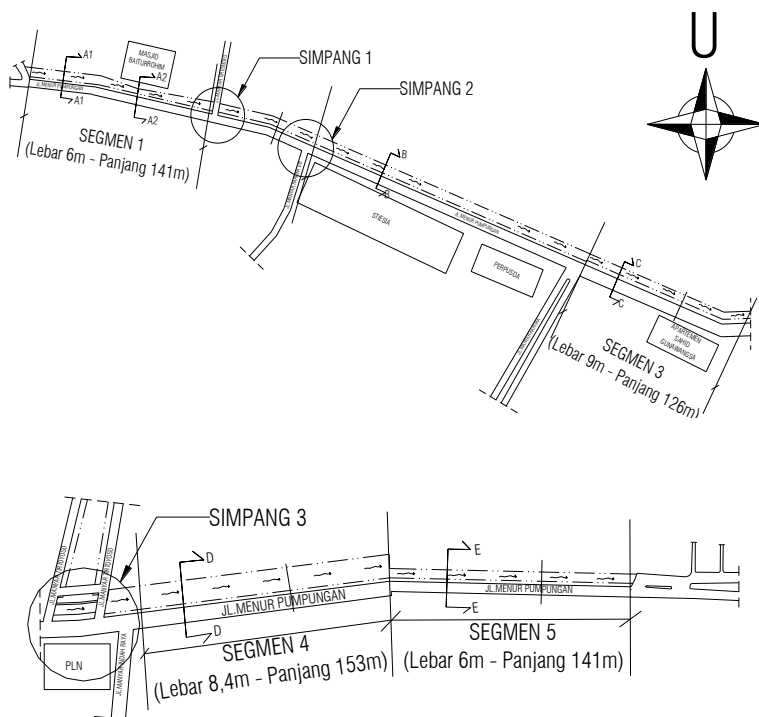 U
SIMPANG 1
SIMPANG 2
A1
A2
MASJID
BAITURROHIM
JL.MENUR PUMPUNGAN
A1
A2
SEGMEN 1
(Lebar 6m - Panjang 141m)
B
B
JL.MENUR PUMPUNGAN
STIESIA
PERPUSDA
C
C
APARTEMEN
SAHID
GUNAWANGSA
SEGMEN 3
(Lebar 9m - Panjang 126m)
SIMPANG 3
D
E
D
E
JL.MENUR PUMPUNGAN
JL.MENUR PUMPUNGAN
PLN
SEGMEN 4
(Lebar 8,4m - Panjang 153m)
SEGMEN 5
(Lebar 6m - Panjang 141m)